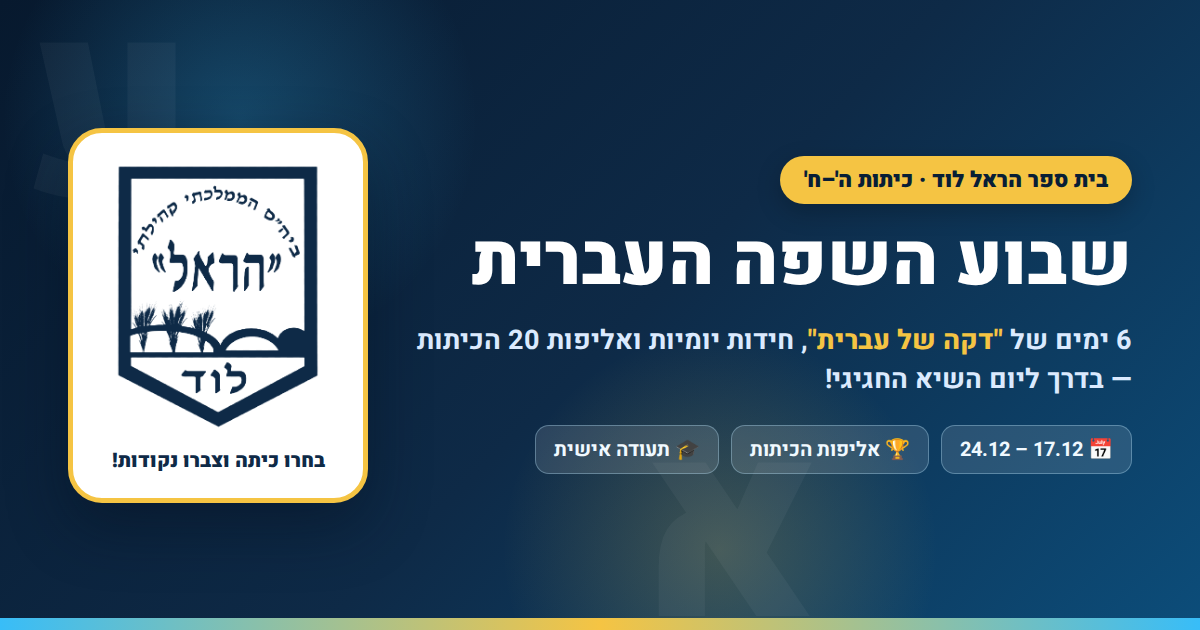 בית ספר הראל לוד · כיתות ה'–ח'
שבוע השפה העברית
6 ימים של "דקה של עברית", חידות יומיות ואליפות 20 הכיתות
– בדרך ליום השיא החגיגי!
📅 17.12 – 24.12
🏆 אליפות הכיתות
🎓 תעודה אישית
ביה"ס הממלכתי קהילתי
"הראל"
לוד
בחרו כיתה וצברו נקודות!
ע
א